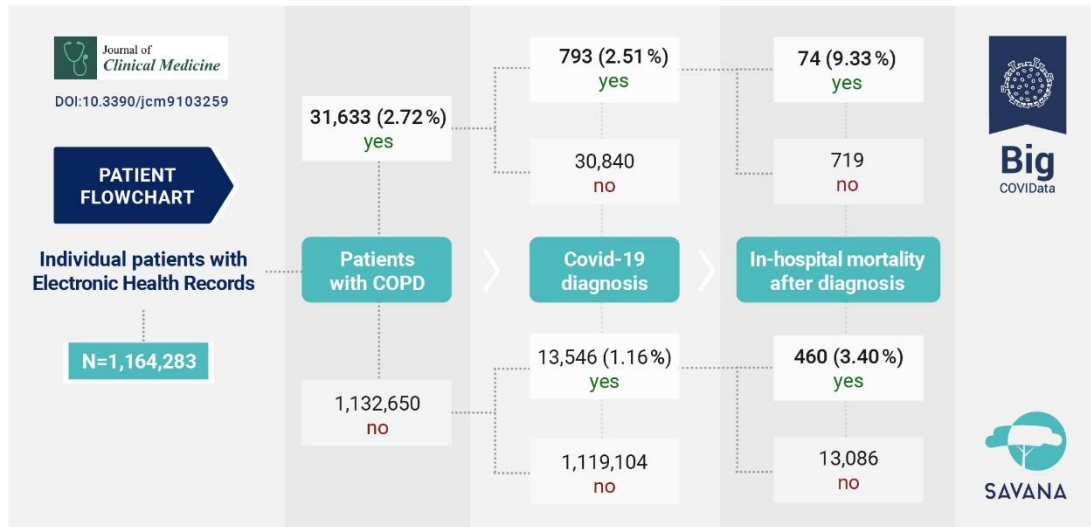 Journal of
Clinical Medicine
DOI:10.3390/jcm9103259
PATIENT
FLOWCHART
Individual patients with
Electronic Health Records
N=1,164,283
31,633 (2.72%)
yes
Patients
with COPD
1,132,650
no
793 (2.51%)
yes
30,840
no
Covid-19
diagnosis
13,546 (1.16%)
yes
1,119,104
no
74 (9.33%)
yes
719
no
In-hospital mortality
after diagnosis
460 (3.40%)
yes
13,086
no
Big
COVIData
SAVANA